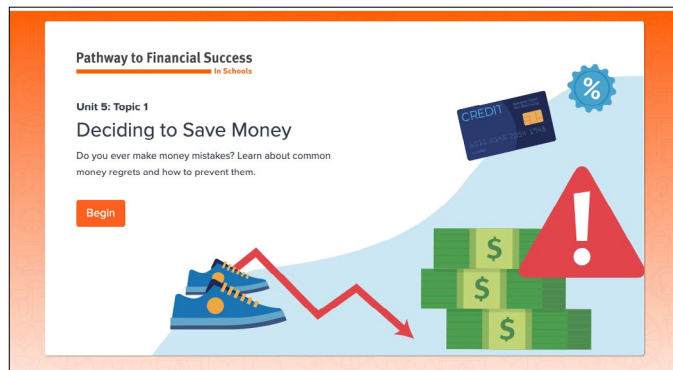 Pathway to Financial Success
In Schools
Unit 5: Topic 1
Deciding to Save Money
Do you ever make money mistakes? Learn about common
money regrets and how to prevent them.
Begin
CREDIT
%
$
$
$
!